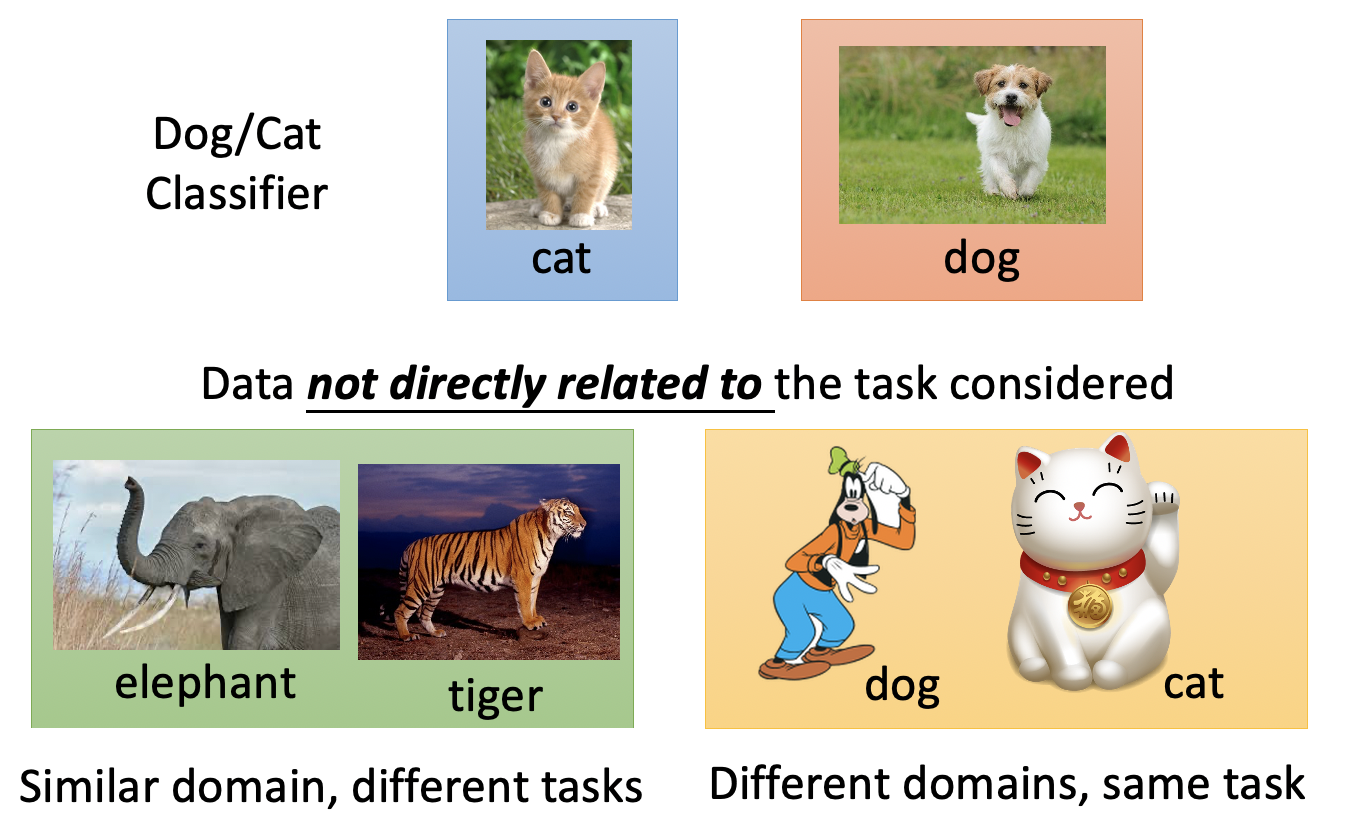 Dog/Cat
Classifier
cat
dog
Data not directly related to the task considered
elephant
tiger
dog
cat
福
Similar domain, different tasks
Different domains, same task